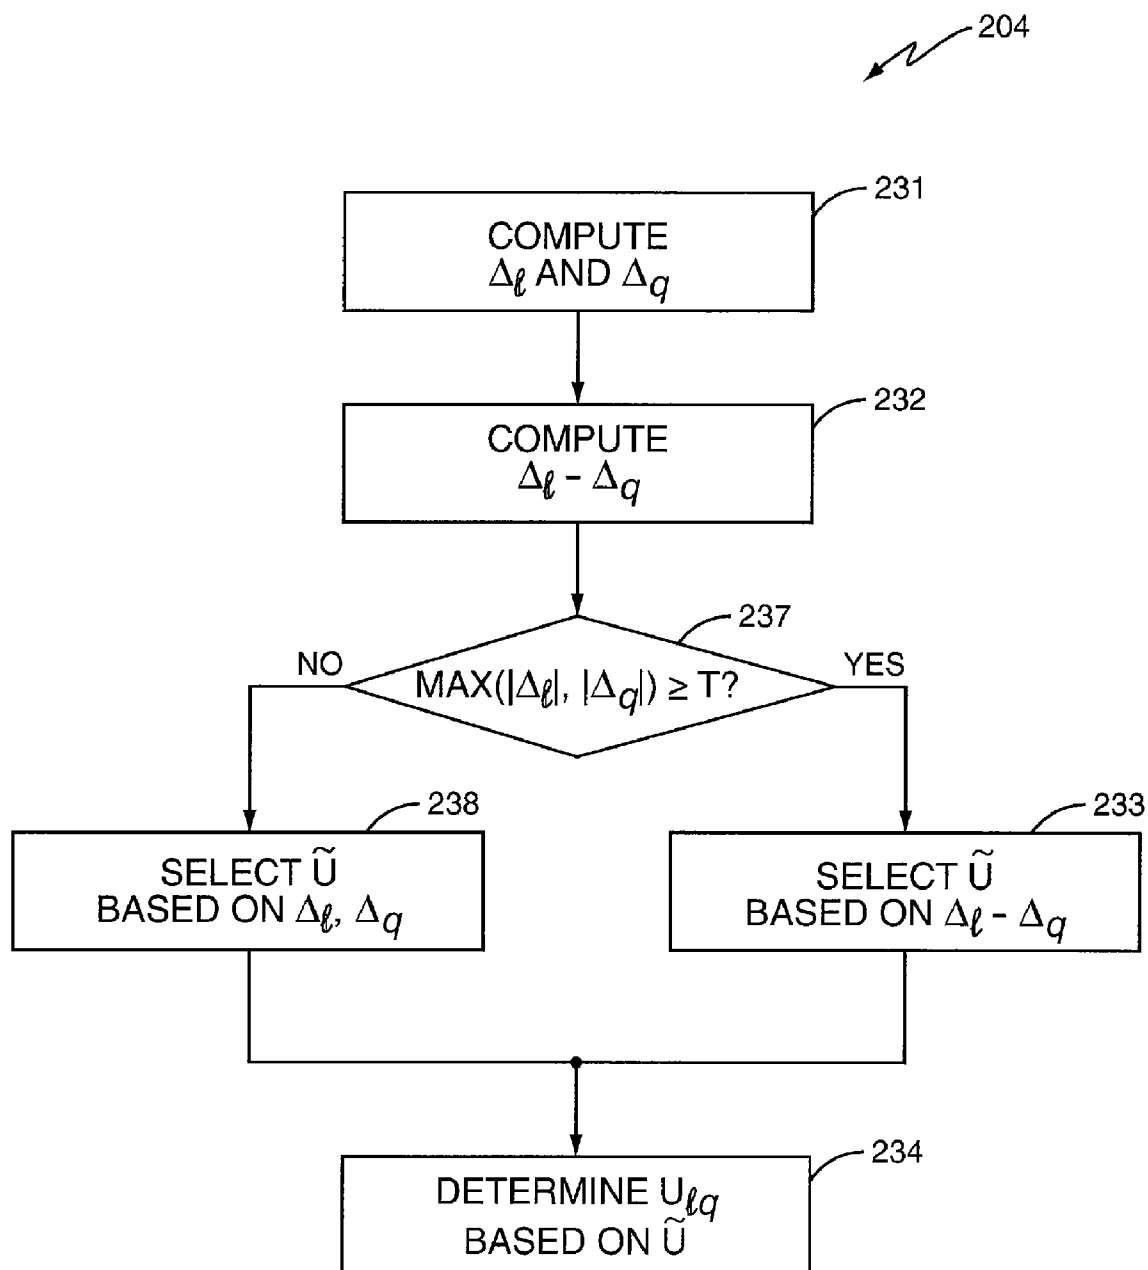 204
231
COMPUTE
Δℓ AND Δq
232
COMPUTE
Δℓ - Δq
237
NO
MAX(|Δℓ|, |Δq|) ≥ T?
YES
238
SELECT Ũ
BASED ON Δℓ, Δq
233
SELECT Ũ
BASED ON Δℓ - Δq
234
DETERMINE Uℓq
BASED ON Ũ